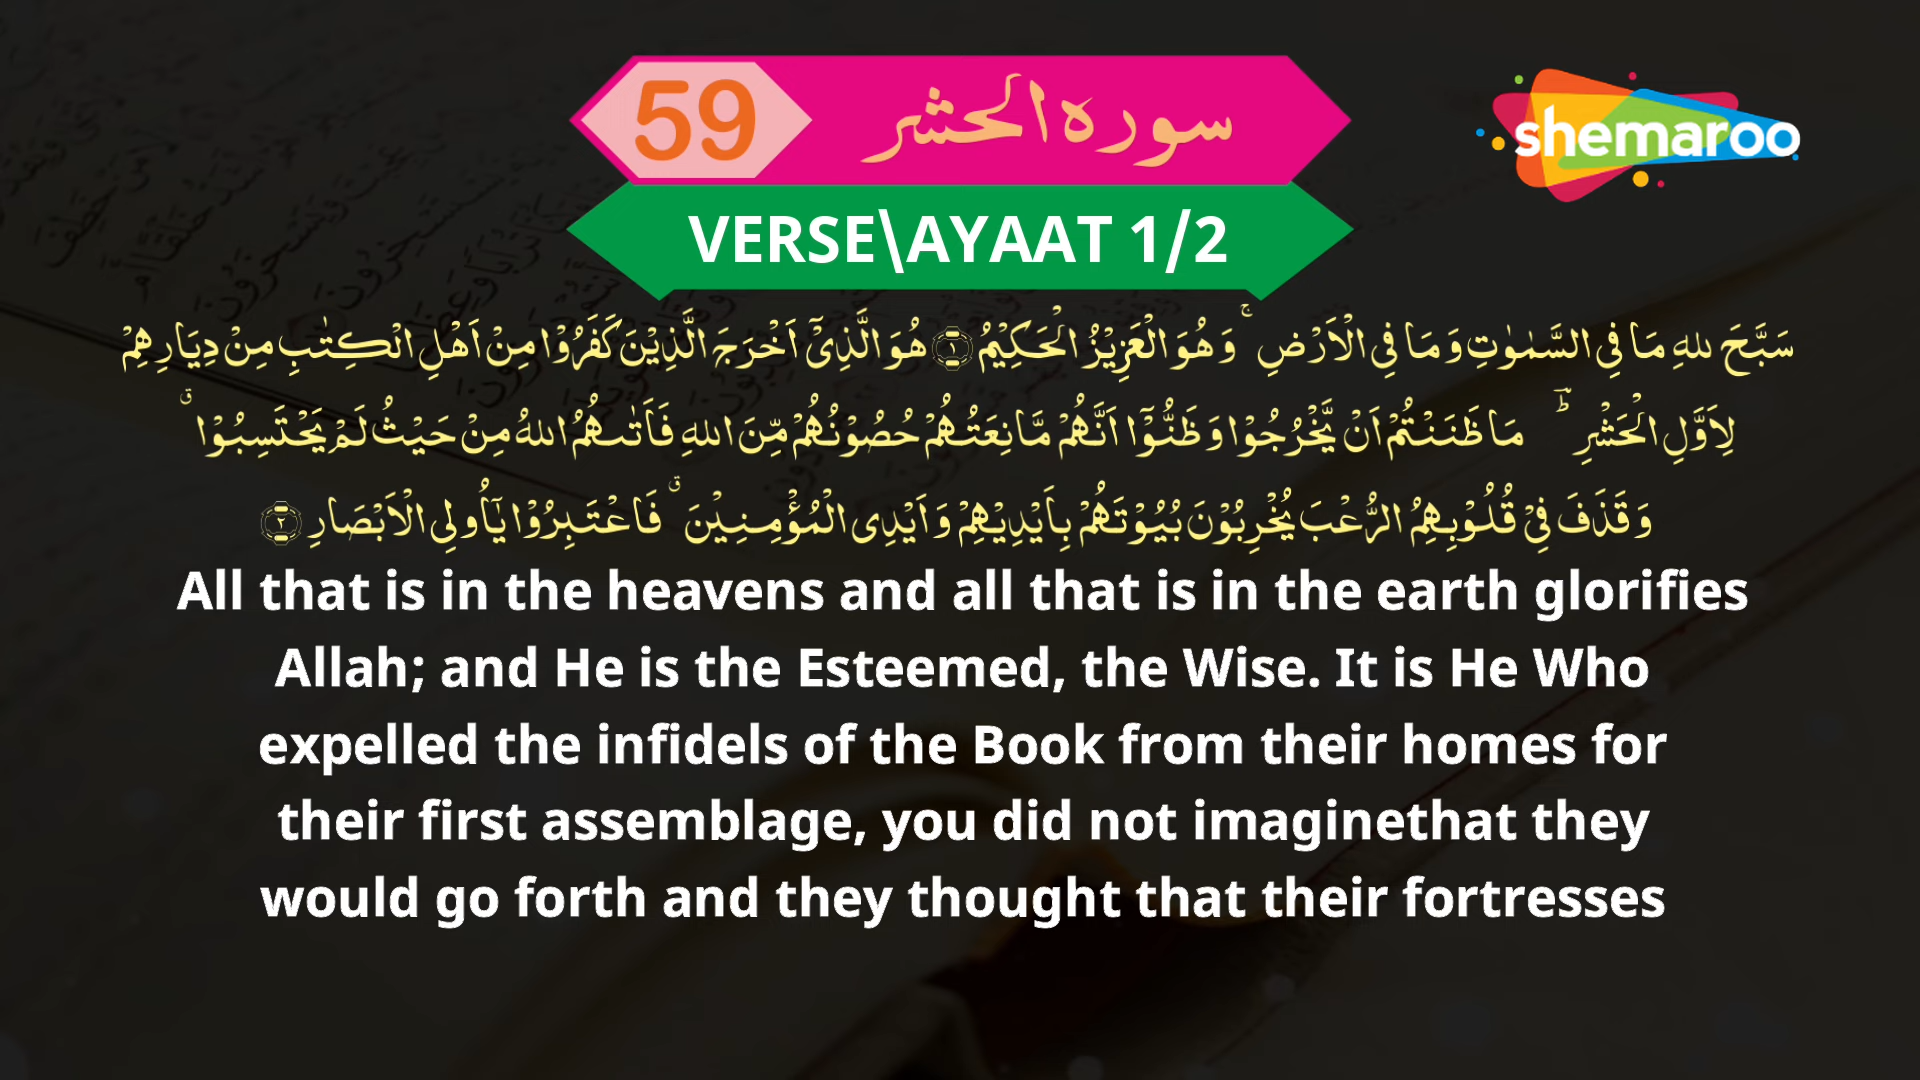 59 سورہ الحشر
shemaroo
VERSE\AYAAT 1/2
سَبَّحَ لِلّٰهِ مَا فِي السَّمٰوٰتِ وَ مَا فِي الْاَرْضِ ۚ وَ هُوَ الْعَزِيْزُ الْحَكِيْمُ ۝۱ هُوَ الَّذِيْۤ اَخْرَجَ الَّذِيْنَ كَفَرُوْا مِنْ اَهْلِ الْكِتٰبِ مِنْ دِيَارِهِمْ
لِاَوَّلِ الْحَشْرِ ؔؕ مَا ظَنَنْتُمْ اَنْ يَّخْرُجُوْا وَ ظَنُّوْۤا اَنَّهُمْ مَّانِعَتُهُمْ حُصُوْنُهُمْ مِّنَ اللّٰهِ فَاَتٰىهُمُ اللّٰهُ مِنْ حَيْثُ لَمْ يَحْتَسِبُوْا ۗ
وَ قَذَفَ فِيْ قُلُوْبِهِمُ الرُّعْبَ يُخْرِبُوْنَ بُيُوْتَهُمْ بِاَيْدِيْهِمْ وَ اَيْدِي الْمُؤْمِنِيْنَ ۗ فَاعْتَبِرُوْا يٰۤاُولِي الْاَبْصَارِ ۝۲
All that is in the heavens and all that is in the earth glorifies
Allah; and He is the Esteemed, the Wise. It is He Who
expelled the infidels of the Book from their homes for
their first assemblage, you did not imaginethat they
would go forth and they thought that their fortresses